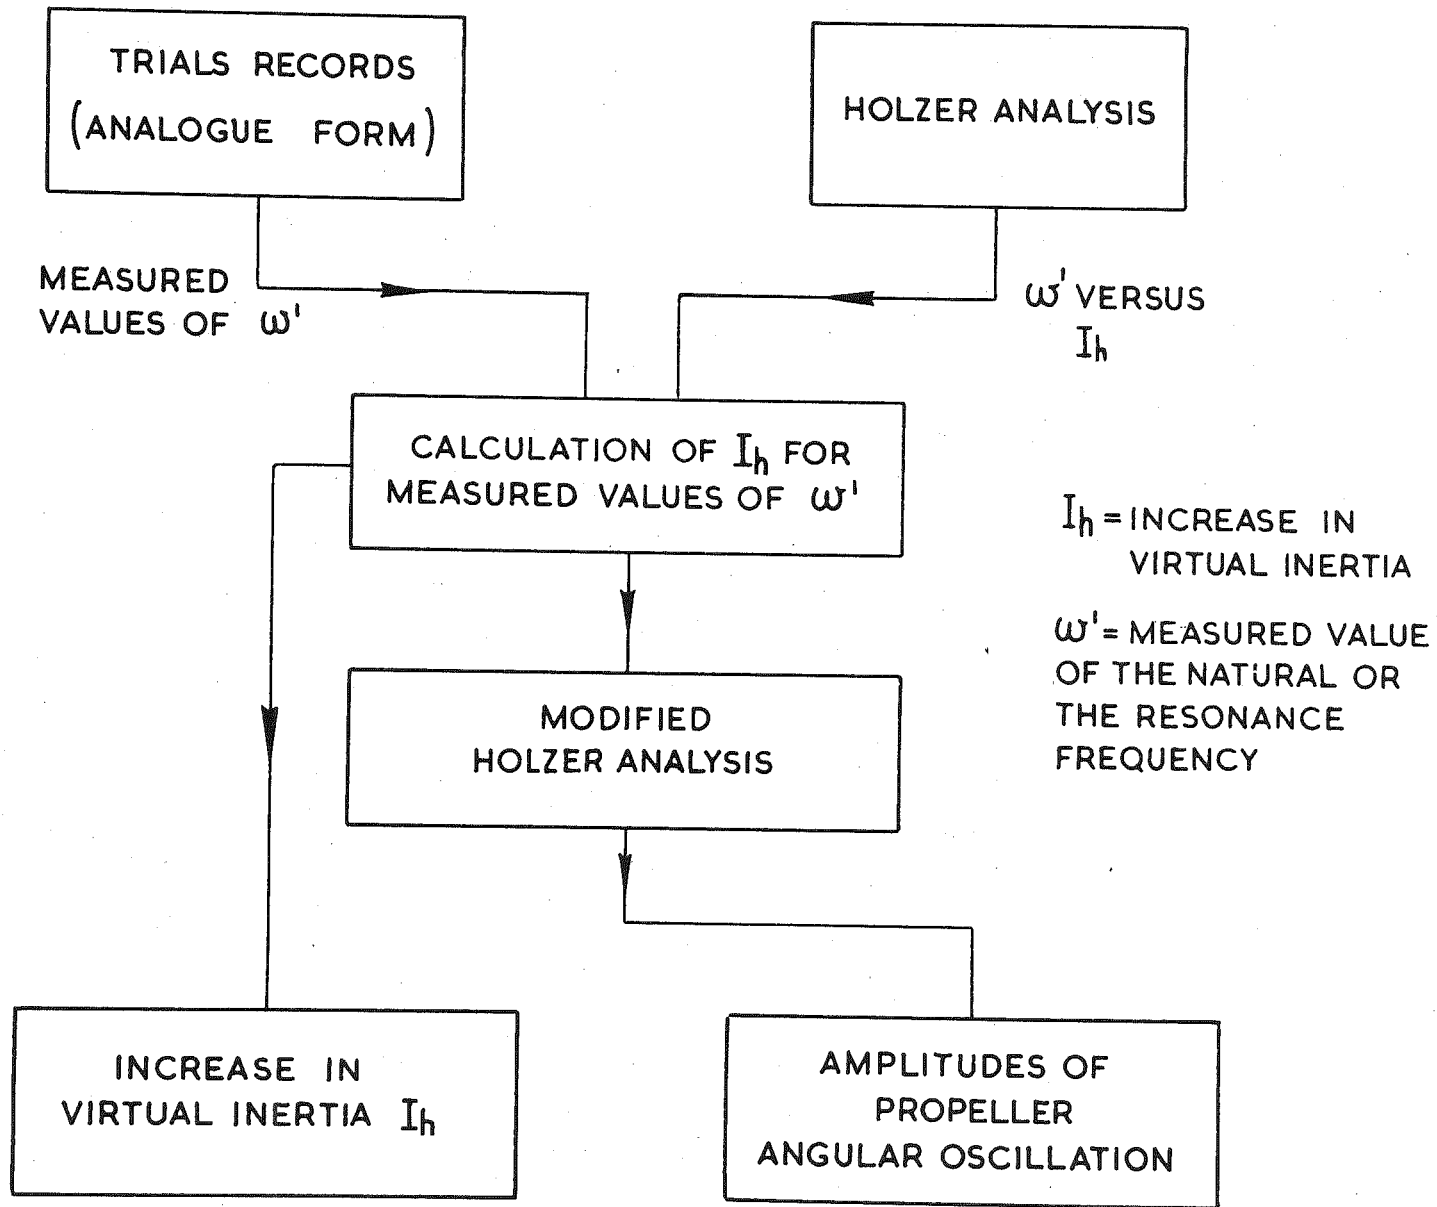 TRIALS RECORDS
(ANALOGUE FORM)
HOLZER ANALYSIS
MEASURED
VALUES OF ω'
ω' VERSUS
Iₕ
CALCULATION OF Iₕ FOR
MEASURED VALUES OF ω'
Iₕ = INCREASE IN
VIRTUAL INERTIA
ω' = MEASURED VALUE
OF THE NATURAL OR
THE RESONANCE
FREQUENCY
MODIFIED
HOLZER ANALYSIS
INCREASE IN
VIRTUAL INERTIA Iₕ
AMPLITUDES OF
PROPELLER
ANGULAR OSCILLATION